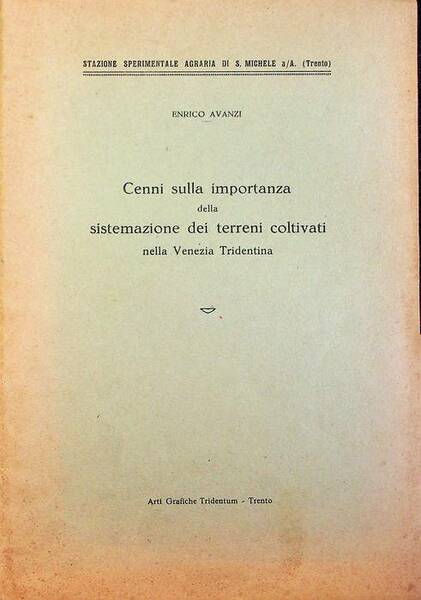 STAZIONE SPERIMENTALE AGRARIA DI S. MICHELE a/A. (Trento)
ENRICO AVANZI
Cenni sulla importanza
della
sistemazione dei terreni coltivati
nella Venezia Tridentina
Arti Grafiche Tridentum - Trento